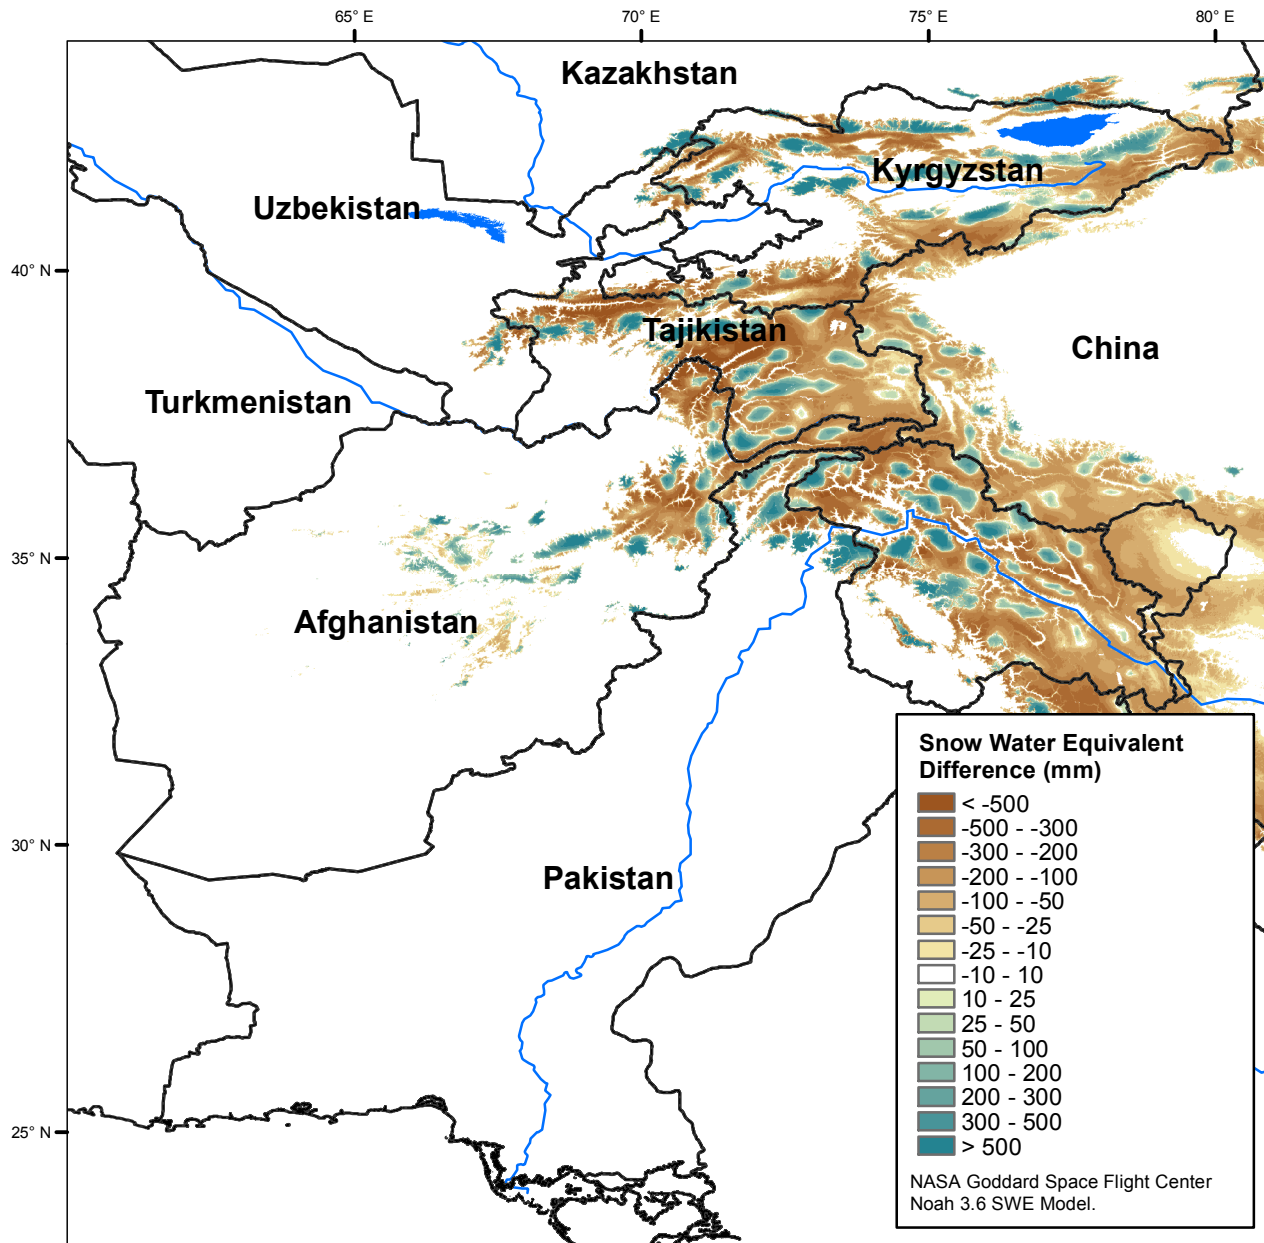 65° E
70° E
75° E
80° E
Kazakhstan
Kyrgyzstan
Uzbekistan
40° N
Tajikistan
China
Turkmenistan
35° N
Afghanistan
30° N
Pakistan
25° N
Snow Water Equivalent
Difference (mm)
< -500
-500 - -300
-300 - -200
-200 - -100
-100 - -50
-50 - -25
-25 - -10
-10 - 10
10 - 25
25 - 50
50 - 100
100 - 200
200 - 300
300 - 500
> 500
NASA Goddard Space Flight Center
Noah 3.6 SWE Model.